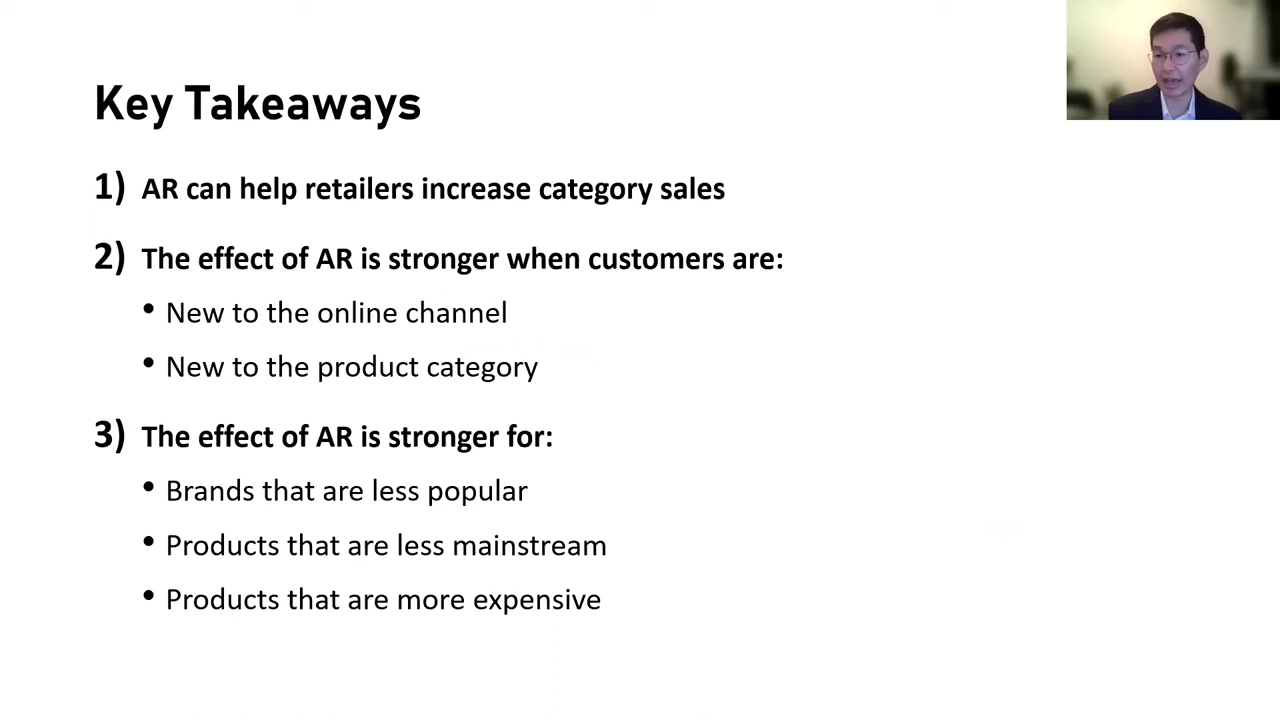 Key Takeaways
1) AR can help retailers increase category sales
2) The effect of AR is stronger when customers are:
• New to the online channel
• New to the product category
3) The effect of AR is stronger for:
• Brands that are less popular
• Products that are less mainstream
• Products that are more expensive